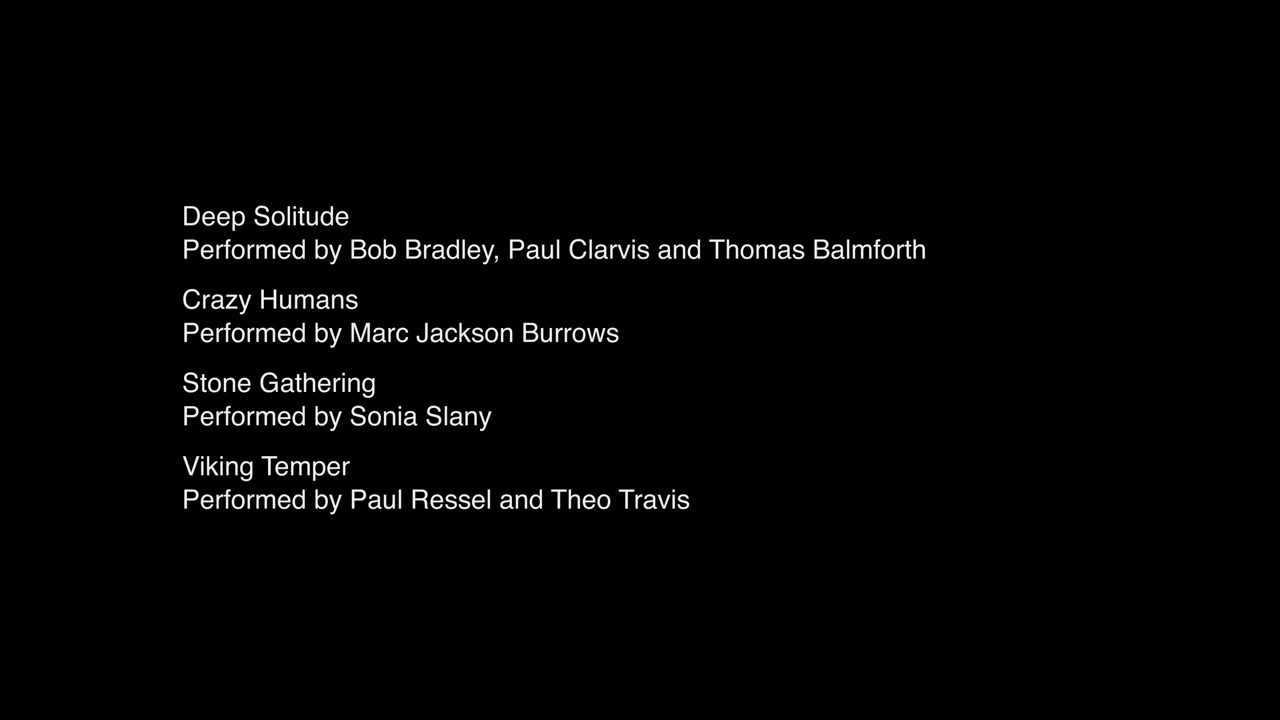 Deep Solitude
Performed by Bob Bradley, Paul Clarvis and Thomas Balmforth
Crazy Humans
Performed by Marc Jackson Burrows
Stone Gathering
Performed by Sonia Slany
Viking Temper
Performed by Paul Ressel and Theo Travis